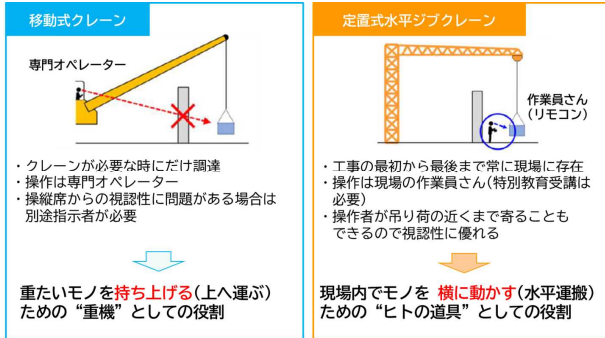 移動式クレーン
専門オペレーター
・クレーンが必要な時にだけ調達
・操作は専門オペレーター
・操縦席からの視認性に問題がある場合は
別途指示者が必要
重たいモノを持ち上げる(上へ運ぶ)
ための“重機”としての役割
定置式水平ジブクレーン
作業員さん
(リモコン)
・工事の最初から最後まで常に現場に存在
・操作は現場の作業員さん(特別教育受講は
必要)
・操作者が吊り荷の近くまで寄ることも
できるので視認性に優れる
現場内でモノを 横に動かす(水平運搬)
ための“ヒトの道具”としての役割